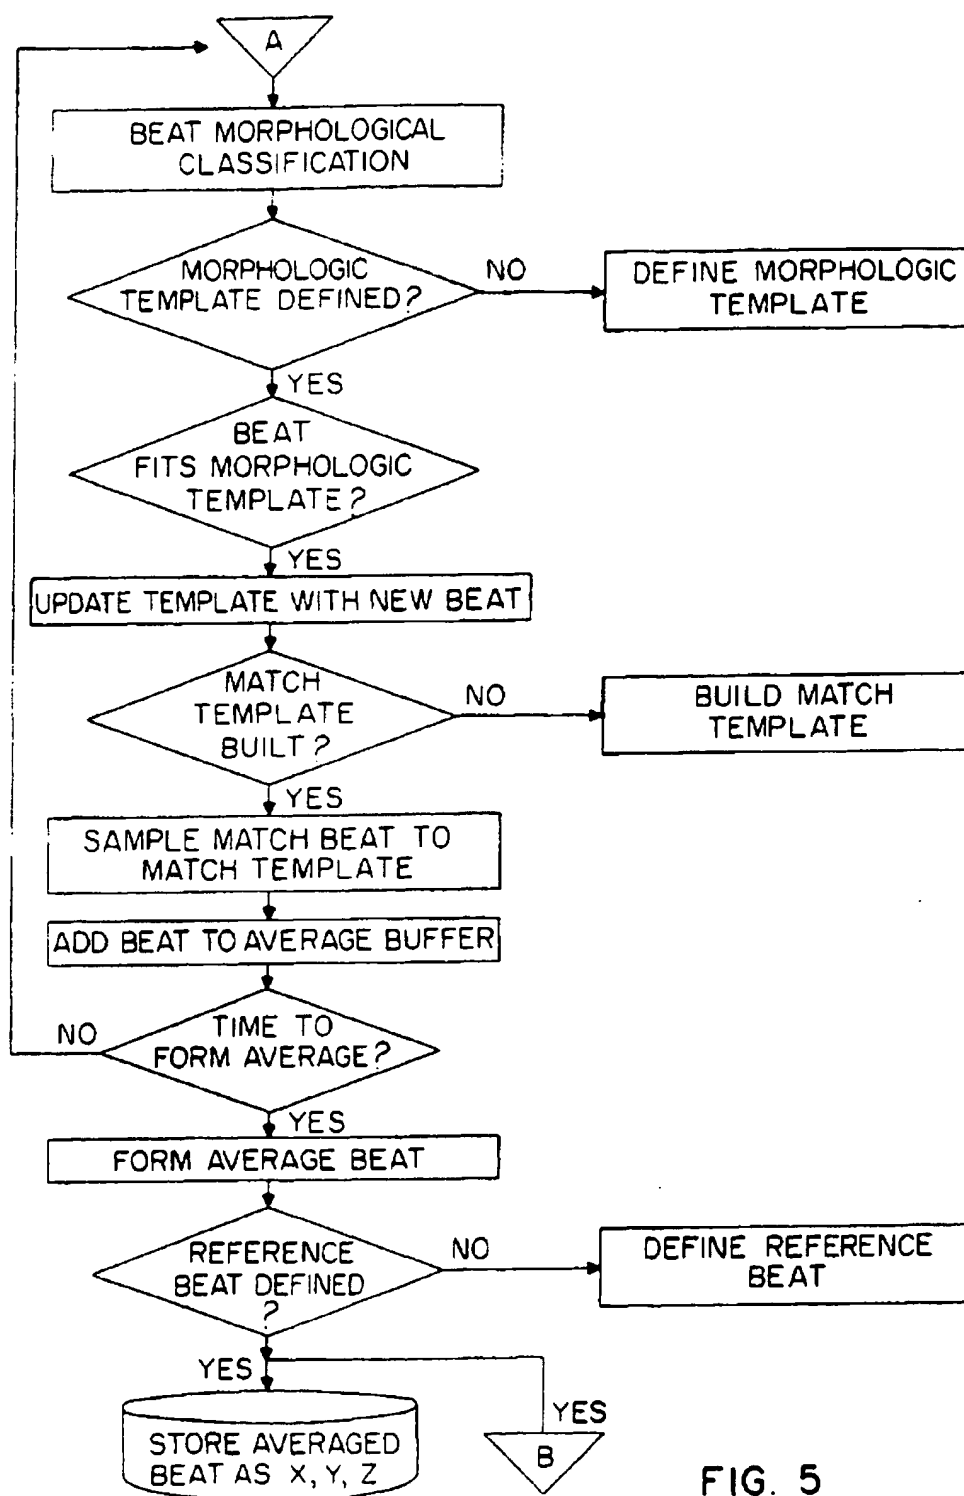 A
BEAT MORPHOLOGICAL
CLASSIFICATION
MORPHOLOGIC
TEMPLATE DEFINED?
NO
DEFINE MORPHOLOGIC
TEMPLATE
YES
BEAT
FITS MORPHOLOGIC
TEMPLATE?
YES
UPDATE TEMPLATE WITH NEW BEAT
MATCH
TEMPLATE
BUILT?
NO
BUILD MATCH
TEMPLATE
YES
SAMPLE MATCH BEAT TO
MATCH TEMPLATE
ADD BEAT TO AVERAGE BUFFER
NO
TIME TO
FORM AVERAGE?
YES
FORM AVERAGE BEAT
REFERENCE
BEAT DEFINED
?
NO
DEFINE REFERENCE
BEAT
YES
YES
STORE AVERAGED
BEAT AS X, Y, Z
B
FIG. 5